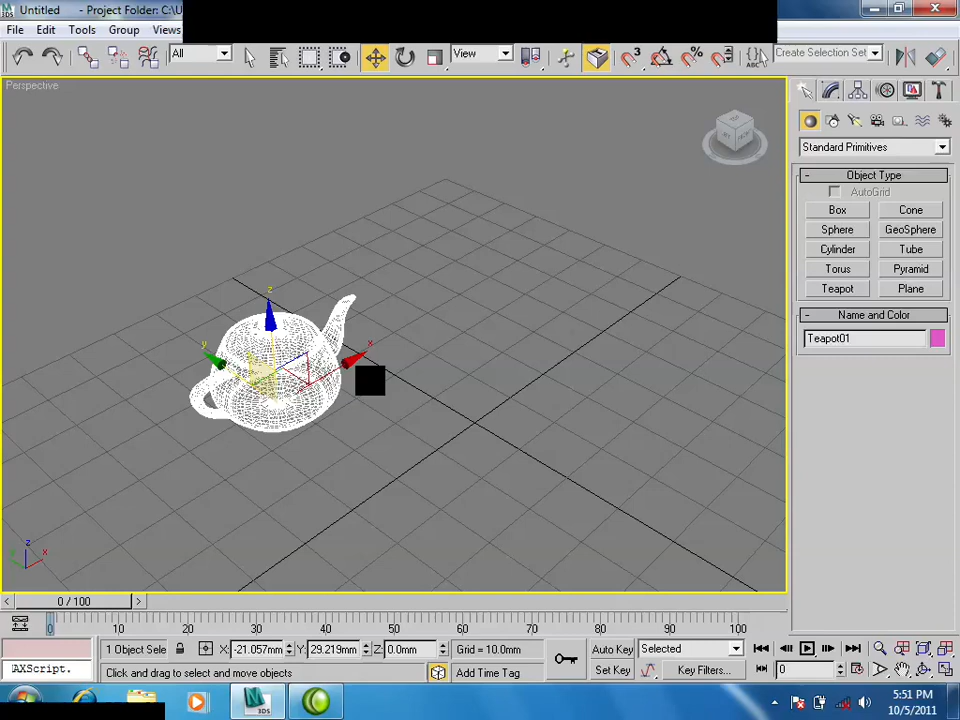 Untitled - Project Folder: C:\U
File Edit Tools Group Views
All
View
3
%
ABC
Create Selection Set
Perspective
Standard Primitives
- Object Type
AutoGrid
Box Cone
Sphere GeoSphere
Cylinder Tube
Torus Pyramid
Teapot Plane
- Name and Color
Teapot01
z
y
x
z
x
< 0 / 100 >
0 10 20 30 40 50 60 70 80 90 100
1 Object Sele X: -21.057mm Y: 29.219mm Z: 0.0mm Grid = 10.0mm Auto Key Selected
AXScript. Click and drag to select and move objects Add Time Tag Set Key Key Filters... 0
3DS
5:51 PM
10/5/2011